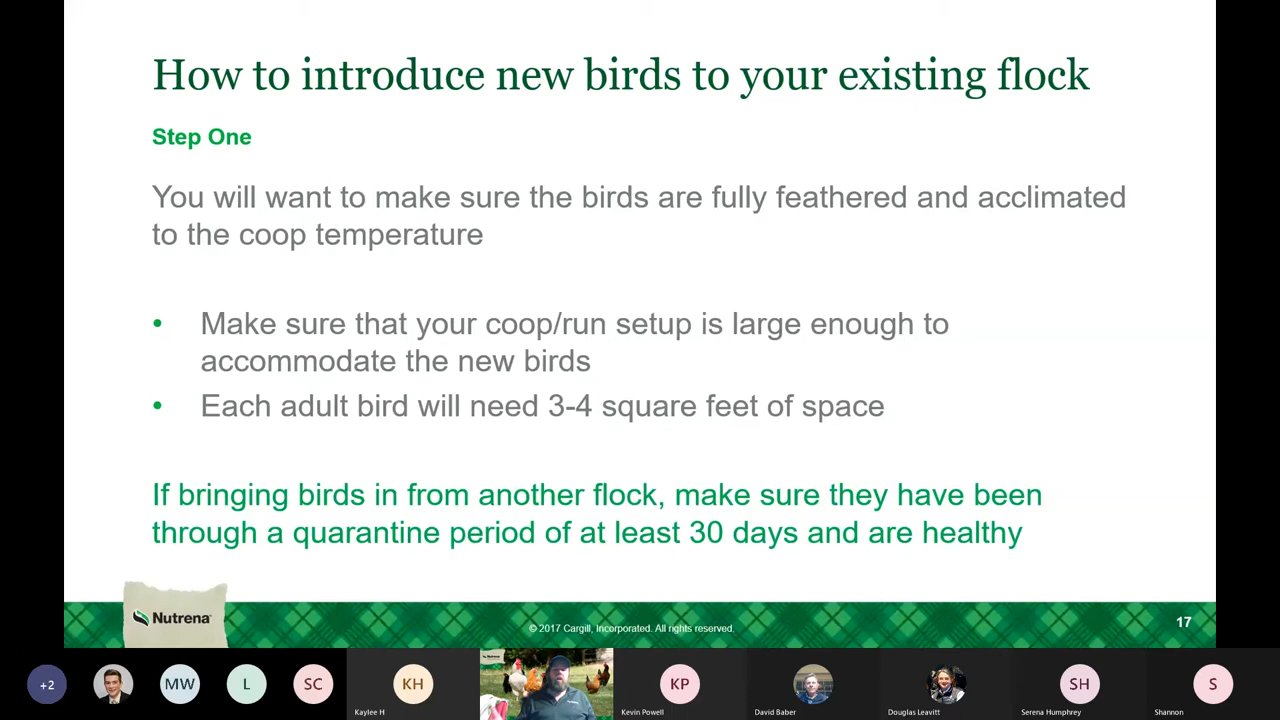 How to introduce new birds to your existing flock
Step One
You will want to make sure the birds are fully feathered and acclimated
to the coop temperature
• Make sure that your coop/run setup is large enough to
accommodate the new birds
• Each adult bird will need 3-4 square feet of space
If bringing birds in from another flock, make sure they have been
through a quarantine period of at least 30 days and are healthy
Nutrena
© 2017 Cargill, Incorporated. All rights reserved.
17
+2
MW
L
SC
KH
Kaylee H
Nutrena
KP
Kevin Powell
David Baber
Douglas Leavitt
SH
Serena Humphrey
S
Shannon